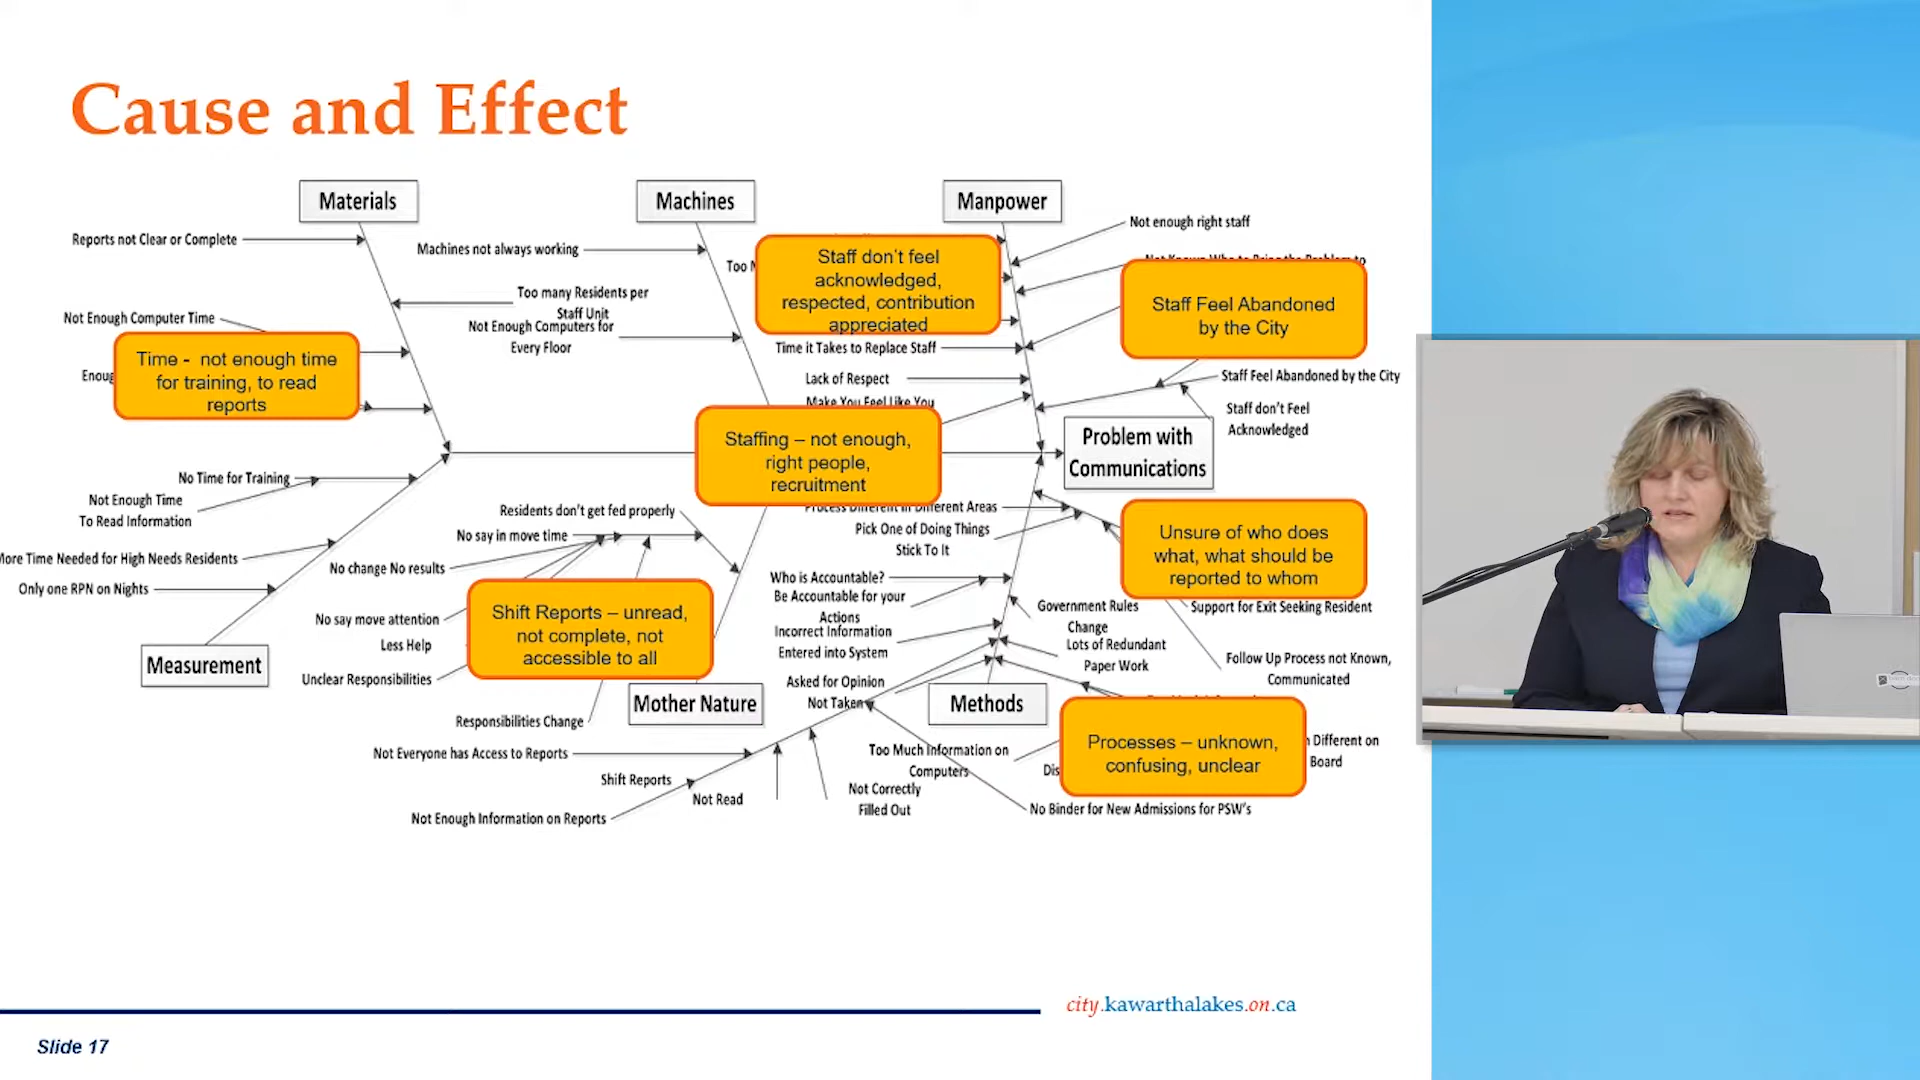 Cause and Effect
Materials
Machines
Manpower
Reports not Clear or Complete
Machines not always working
Not enough right staff
Too
Staff don't feel
acknowledged,
respected, contribution
appreciated
Not Known Who to Bring the Problem to
Staff Feel Abandoned
by the City
Too many Residents per
Staff Unit
Not Enough Computer Time
Not Enough Computers for
Every Floor
Time - not enough time
for training, to read
reports
Time it Takes to Replace Staff
Lack of Respect
Make You Feel Like You
Staff Feel Abandoned by the City
Staff don't Feel
Acknowledged
Staffing – not enough,
right people,
recruitment
Problem with
Communications
No Time for Training
Not Enough Time
To Read Information
More Time Needed for High Needs Residents
Only one RPN on Nights
Measurement
Residents don't get fed properly
No say in move time
No change No results
No say move attention
Less Help
Unclear Responsibilities
Responsibilities Change
Shift Reports – unread,
not complete, not
accessible to all
Mother Nature
Process Different in Different Areas
Pick One of Doing Things
Stick To It
Who is Accountable?
Be Accountable for your
Actions
Incorrect Information
Entered into System
Asked for Opinion
Not Taken
Methods
Unsure of who does
what, what should be
reported to whom
Government Rules
Change
Support for Exit Seeking Resident
Lots of Redundant
Paper Work
Follow Up Process not Known,
Communicated
Processes – unknown,
confusing, unclear
Different on
Board
Not Everyone has Access to Reports
Shift Reports
Not Read
Not Enough Information on Reports
Too Much Information on
Computers
Not Correctly
Filled Out
No Binder for New Admissions for PSW's
city.kawarthalakes.on.ca
Slide 17